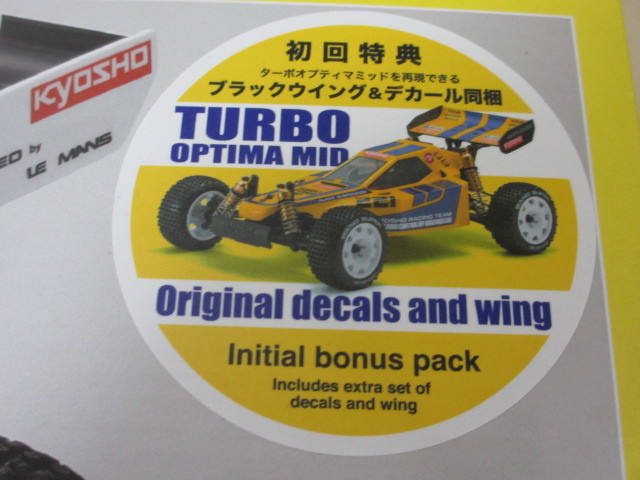 初回特典
ターボオプティマミッドを再現できる
ブラックウイング&デカール同梱
TURBO
OPTIMA MID
Original decals and wing
Initial bonus pack
Includes extra set of
decals and wing
KYOSHO
ED by
LE MANS
KYOSHO RACING TEAM